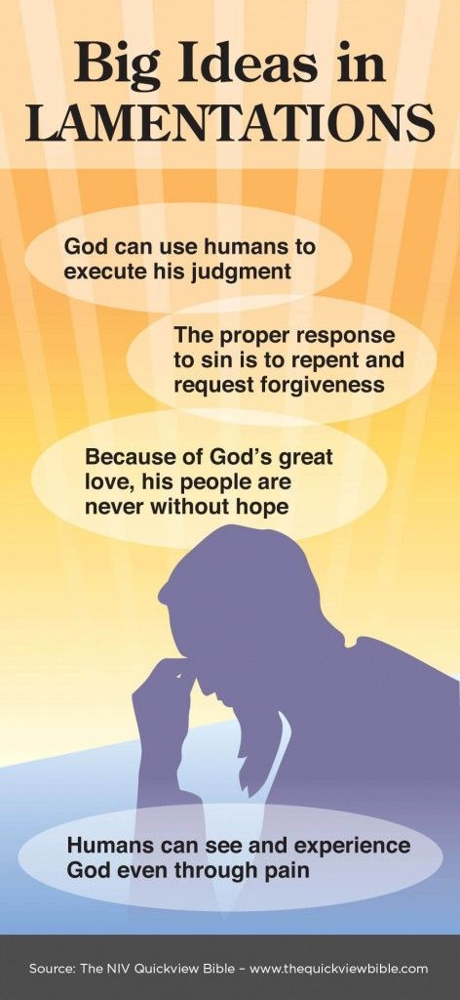 Big Ideas in
LAMENTATIONS
God can use humans to
execute his judgment
The proper response
to sin is to repent and
request forgiveness
Because of God’s great
love, his people are
never without hope
Humans can see and experience
God even through pain
Source: The NIV Quickview Bible – www.thequickviewbible.com